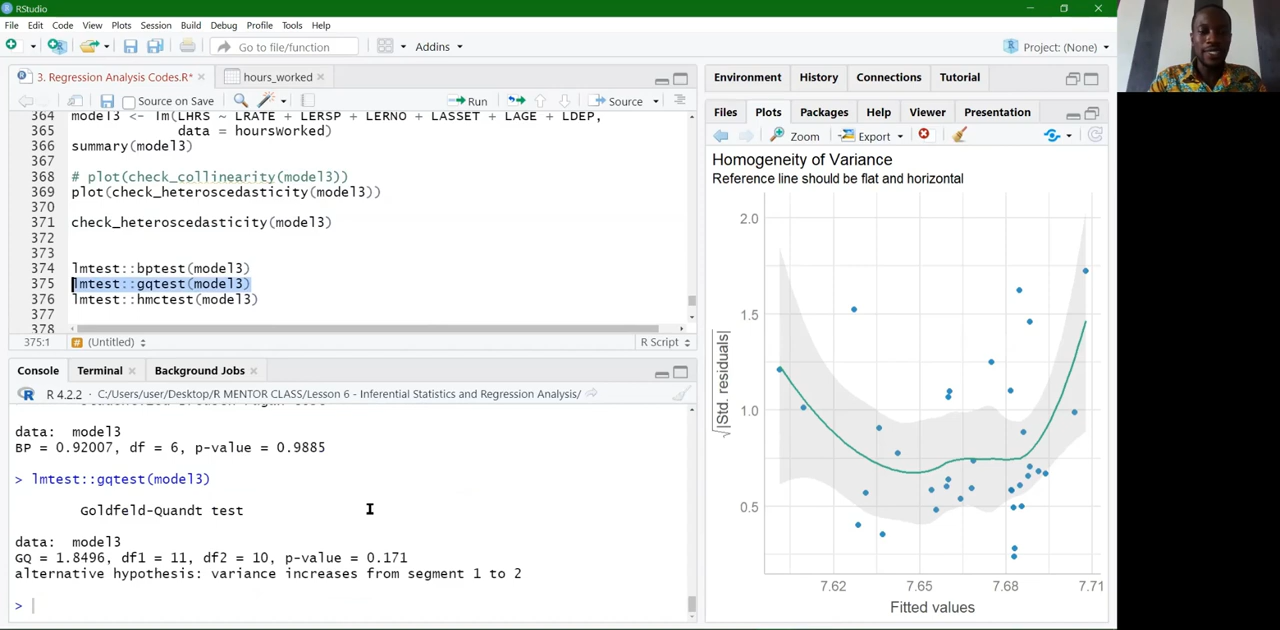 RStudio
File Edit Code View Plots Session Build Debug Profile Tools Help
Go to file/function Addins Project: (None)
3. Regression Analysis Codes.R* hours_worked
Source on Save Run Source
364 model3 <- lm(LHRS ~ LRATE + LERSP + LERNO + LASSET + LAGE + LDEP,
365 data = hoursWorked)
366 summary(model3)
367
368 # plot(check_collinearity(model3))
369 plot(check_heteroscedasticity(model3))
370
371 check_heteroscedasticity(model3)
372
373
374 lmtest::bptest(model3)
375 lmtest::gqtest(model3)
376 lmtest::hmctest(model3)
377
378
375:1 # (Untitled) R Script
Console Terminal Background Jobs
R 4.2.2 · C:/Users/user/Desktop/R MENTOR CLASS/Lesson 6 - Inferential Statistics and Regression Analysis/
data: model3
BP = 0.92007, df = 6, p-value = 0.9885
> lmtest::gqtest(model3)
Goldfeld-Quandt test
data: model3
GQ = 1.8496, df1 = 11, df2 = 10, p-value = 0.171
alternative hypothesis: variance increases from segment 1 to 2
>
Environment History Connections Tutorial
Files Plots Packages Help Viewer Presentation
Zoom Export
Homogeneity of Variance
Reference line should be flat and horizontal
2.0
1.5
1.0
0.5
√|Std. residuals|
7.62 7.65 7.68 7.71
Fitted values